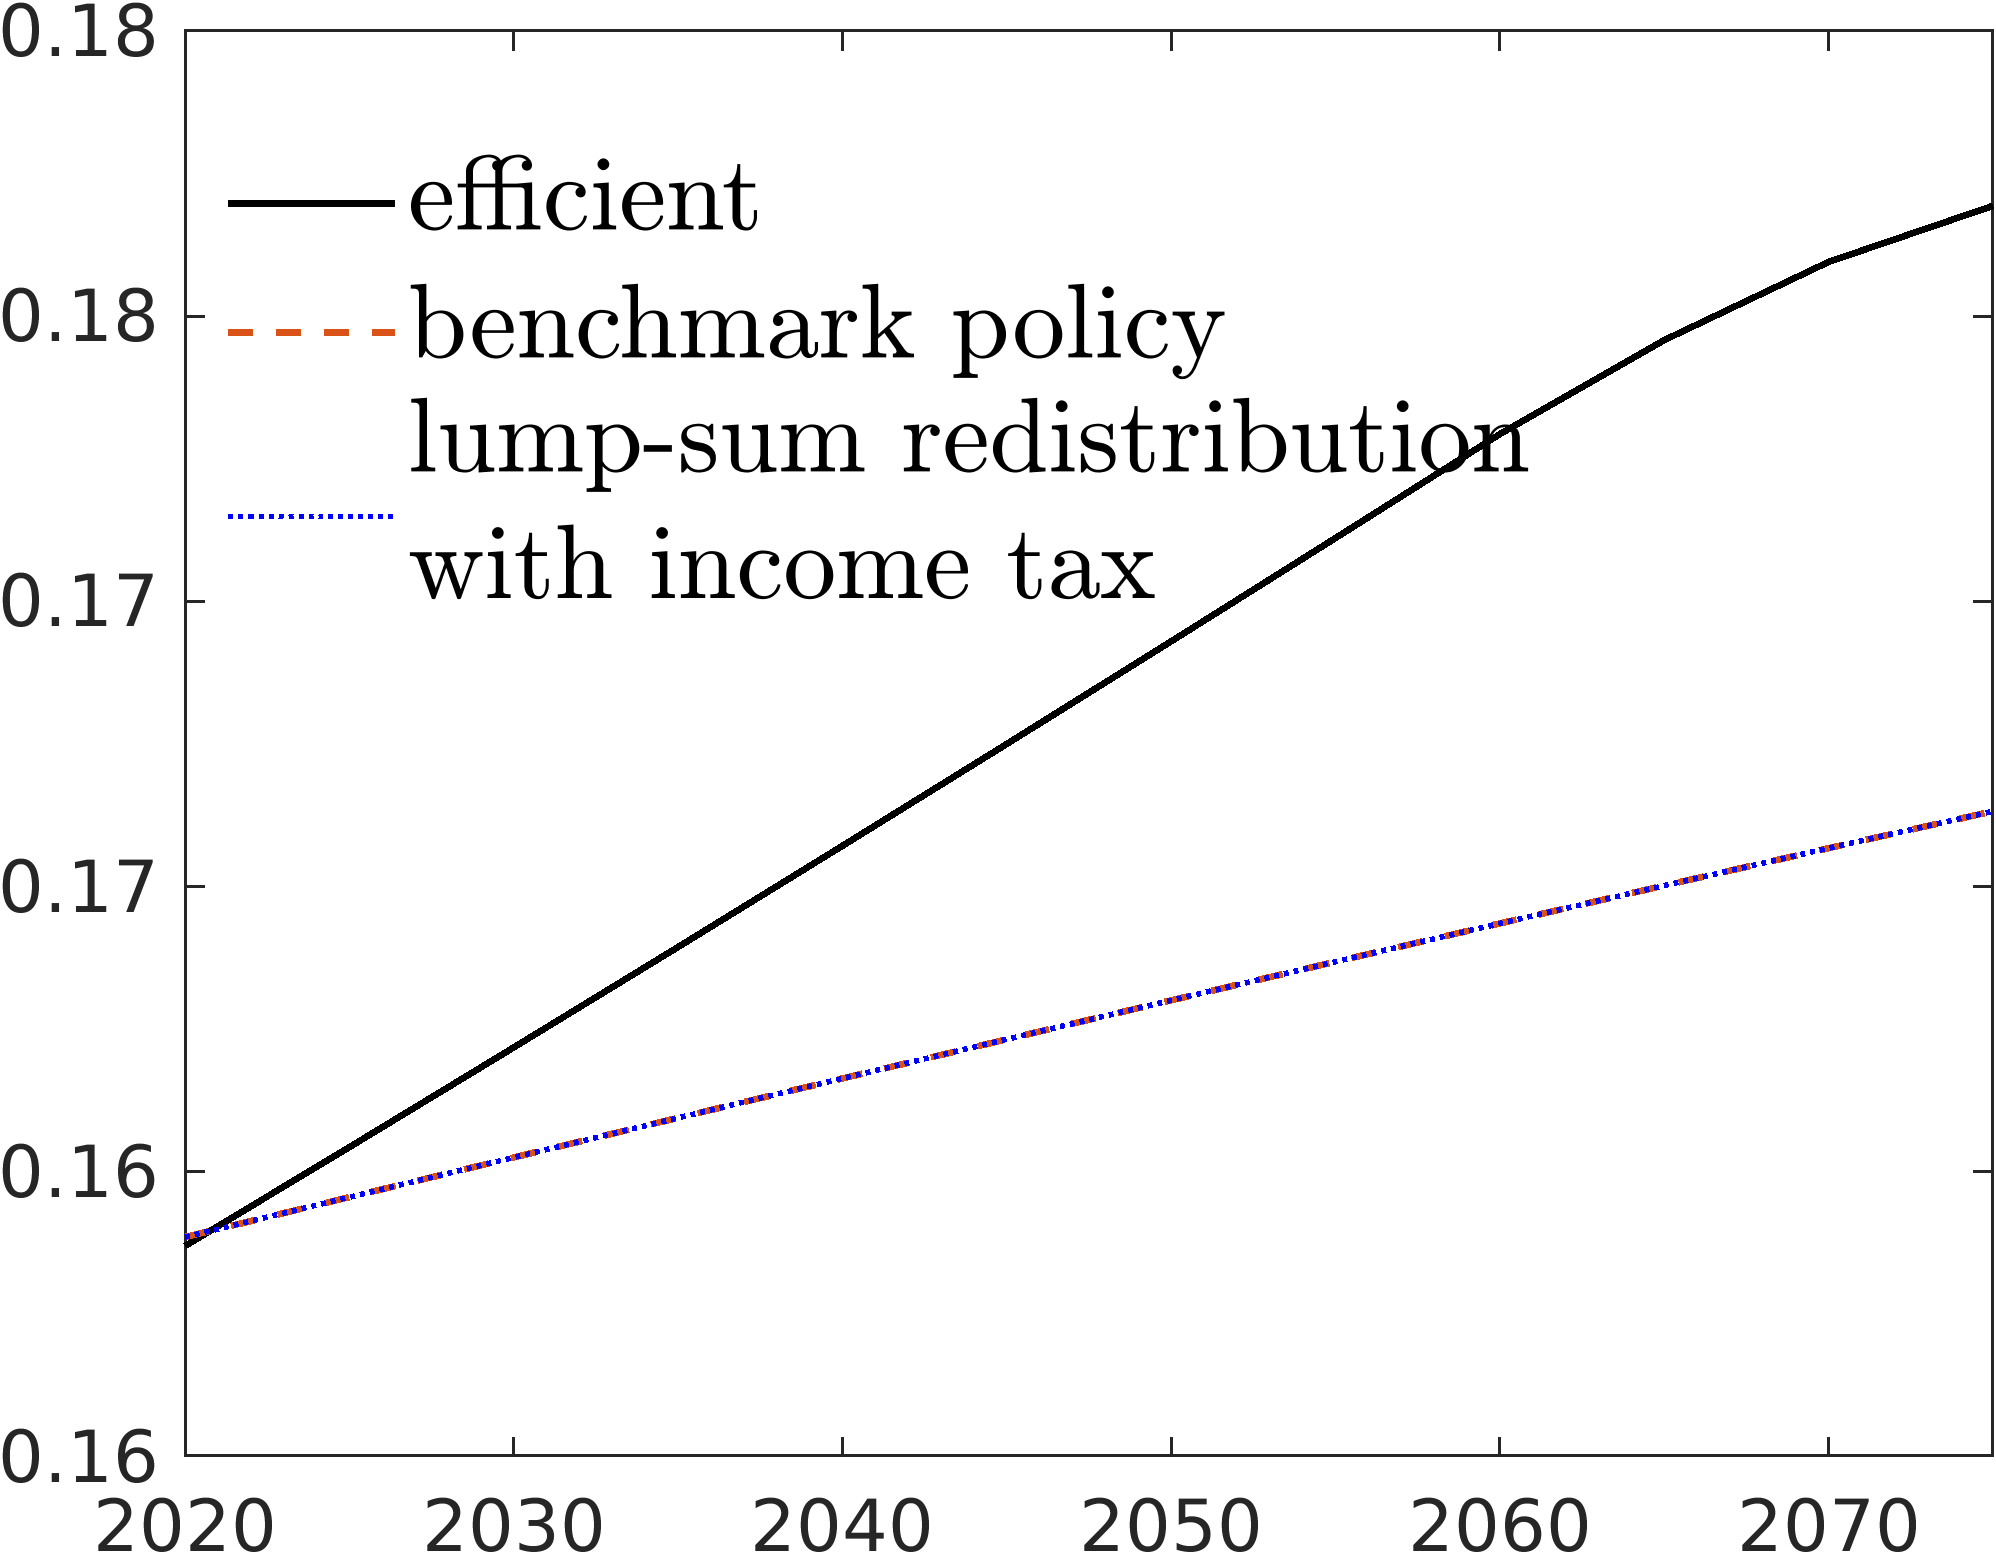 0.18
efficient
0.18
benchmark policy
lump-sum redistribution
with income tax
0.17
0.17
0.16
0.16
2020 2030 2040 2050 2060 2070